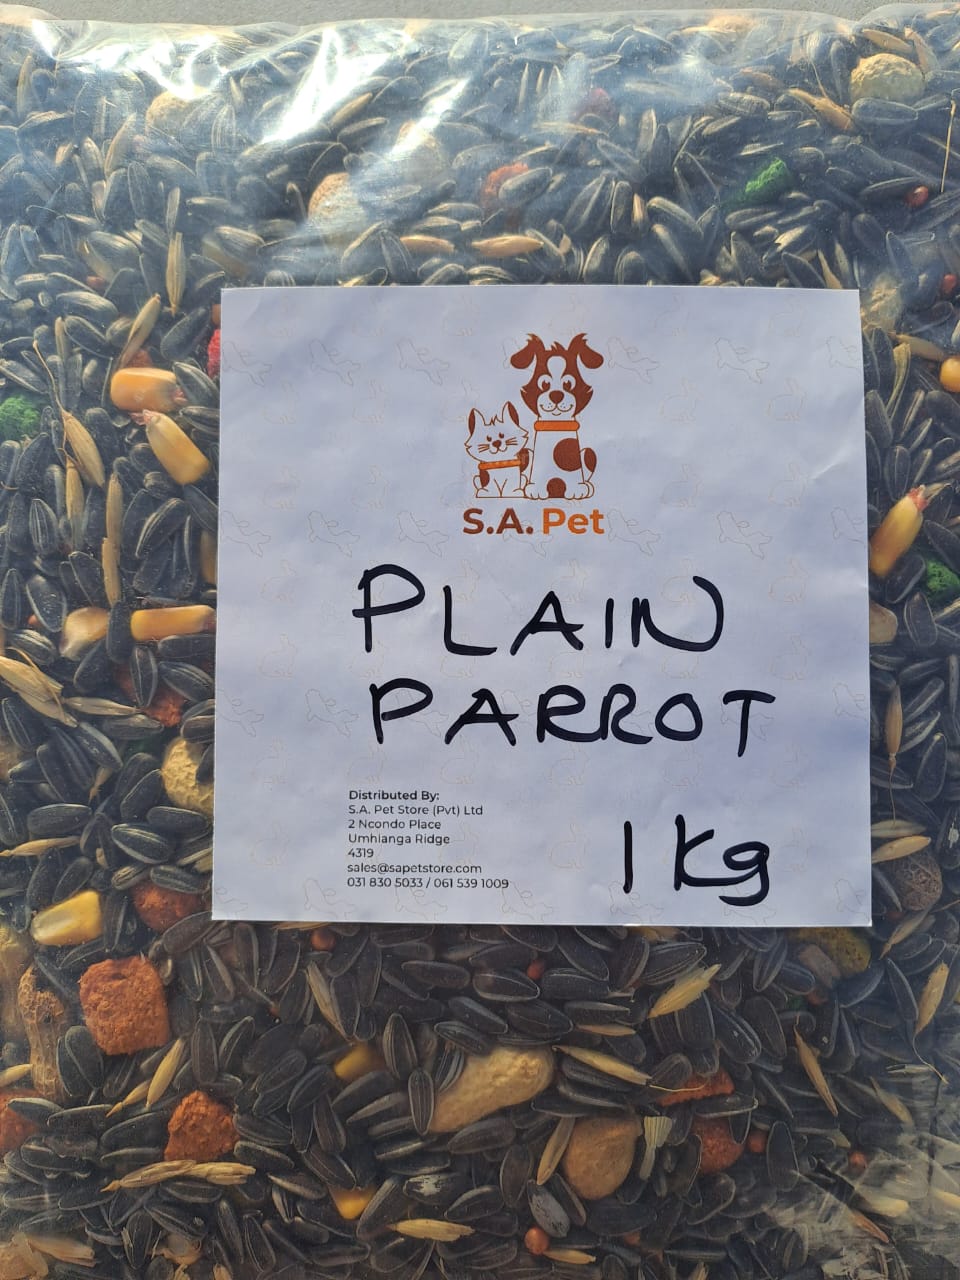 S.A. Pet
PLAIN
PARROT
1 kg
Distributed By:
S.A. Pet Store (Pvt) Ltd
2 Ncondo Place
Umhlanga Ridge
4319
sales@sapetstore.com
031 830 5033 / 061 539 1009